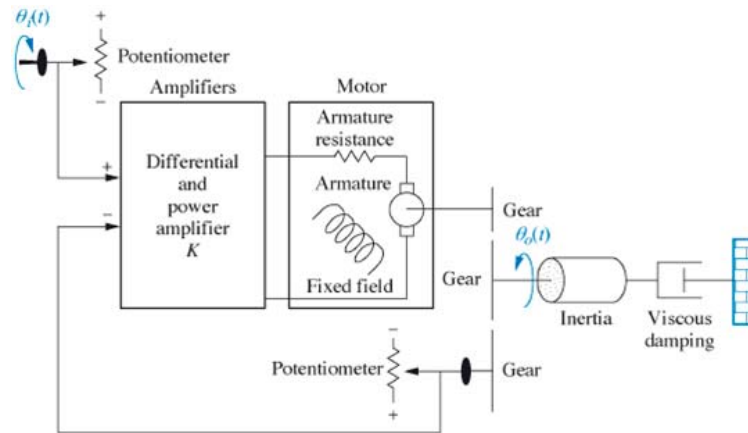 θi(t)
+
Potentiometer
−
Amplifiers
Motor
+
−
Differential
and
power
amplifier
K
Armature
resistance
Armature
Fixed field
Gear
Gear
θo(t)
Inertia
Viscous
damping
−
Potentiometer
+
Gear